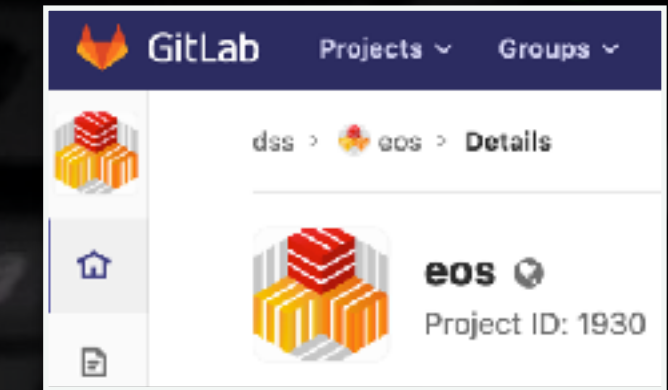 GitLab Projects Groups
dss > eos > Details
eos
Project ID: 1930